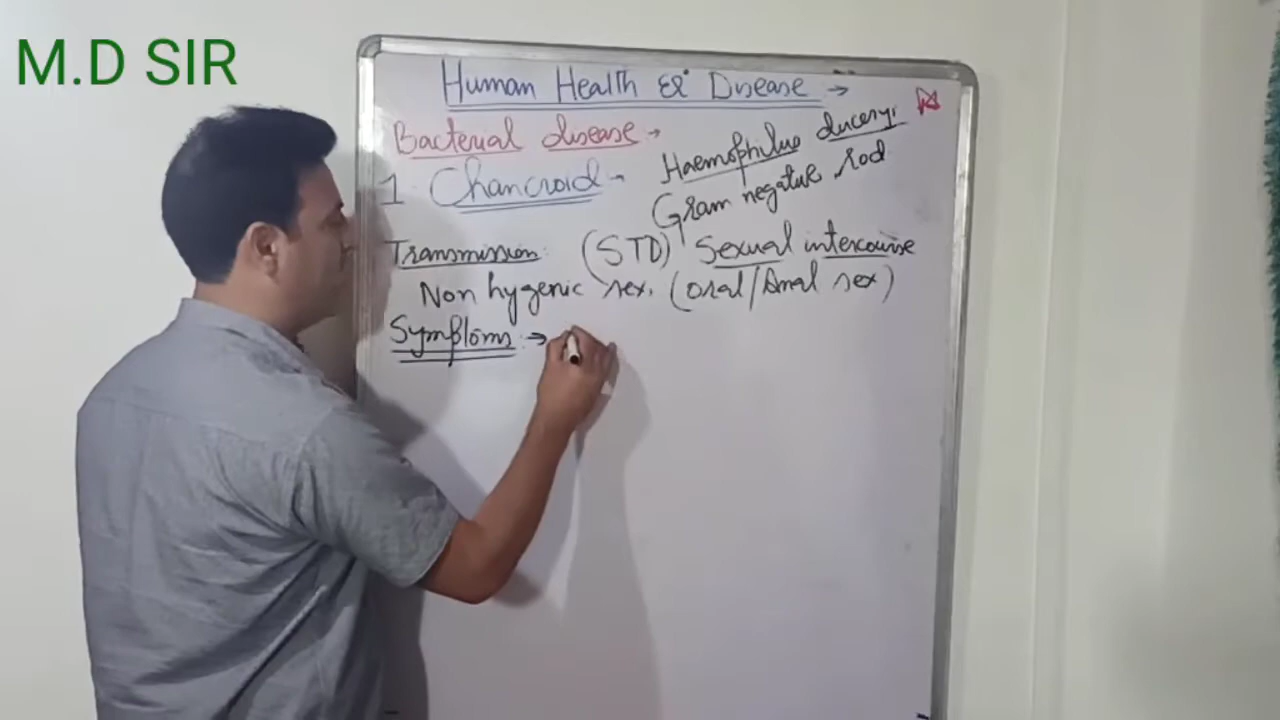 M.D SIR
Human Health & Disease →
Bacterial disease →
Haemophilus duceryi
1. Chancroid →
Gram negative rod
Transmission: (STD) Sexual intercourse
Non hygenic sex. (Oral/Anal sex)
Symptoms: →